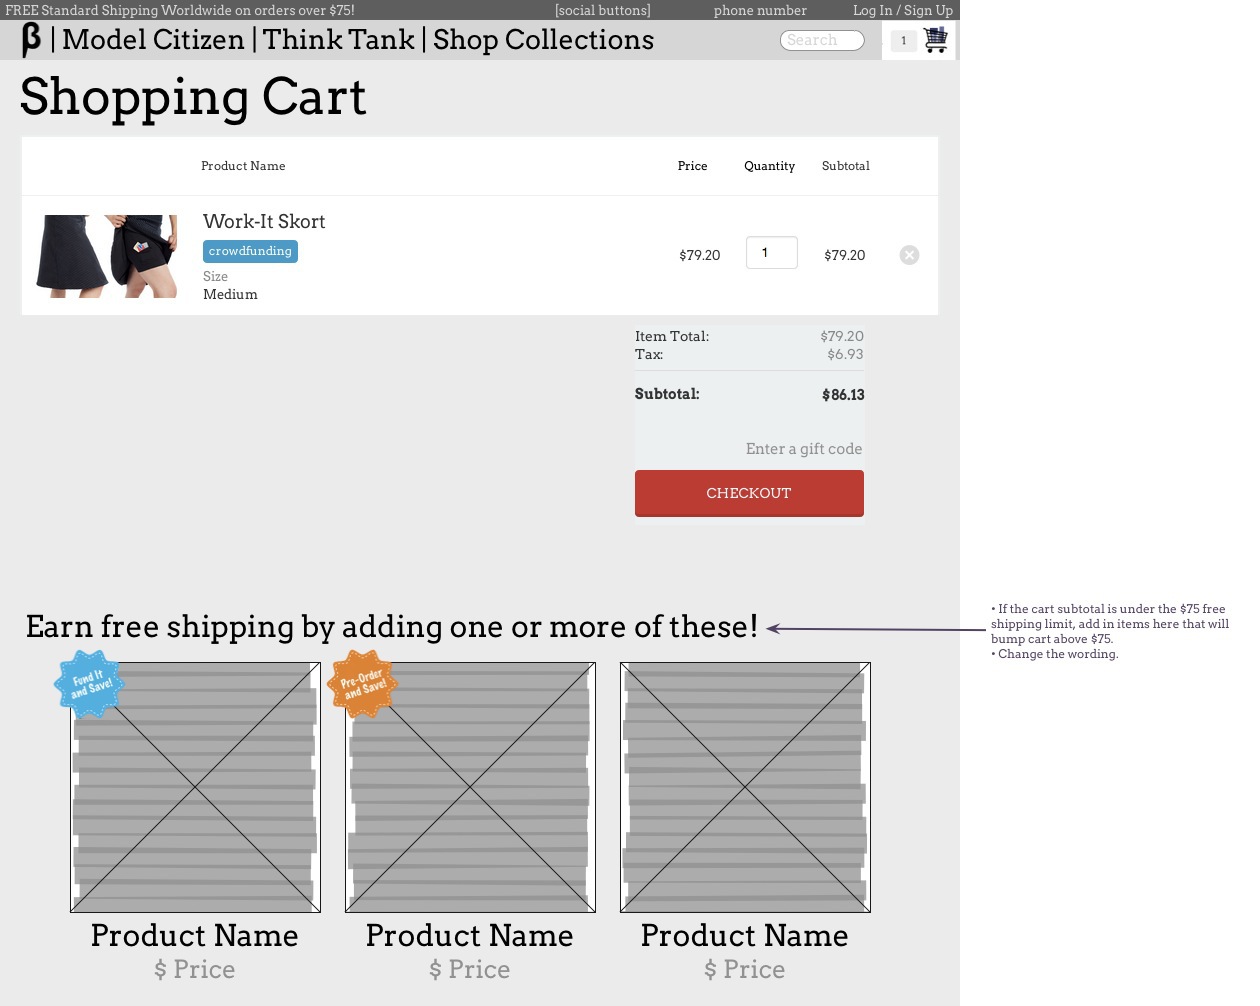 FREE Standard Shipping Worldwide on orders over $75!
[social buttons]
phone number
Log In / Sign Up
β | Model Citizen | Think Tank | Shop Collections
Search
1
Shopping Cart
Product Name
Price
Quantity
Subtotal
Work-It Skort
crowdfunding
Size
Medium
$79.20
1
$79.20
Item Total: $79.20
Tax: $6.93
Subtotal: $86.13
Enter a gift code
CHECKOUT
Earn free shipping by adding one or more of these!
• If the cart subtotal is under the $75 free
shipping limit, add in items here that will
bump cart above $75.
• Change the wording.
Fund It
and Save!
Pre-Order
and Save!
Product Name
$ Price
Product Name
$ Price
Product Name
$ Price